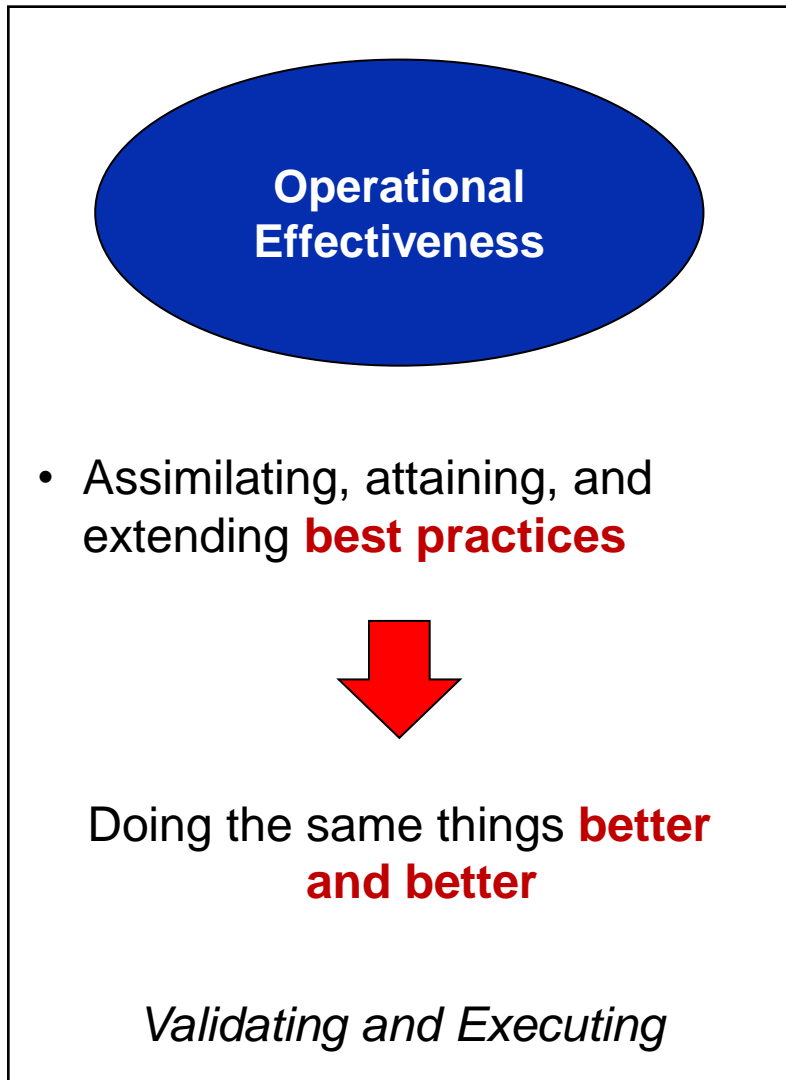 Operational
Effectiveness
• Assimilating, attaining, and
extending best practices
Doing the same things better
and better
Validating and Executing